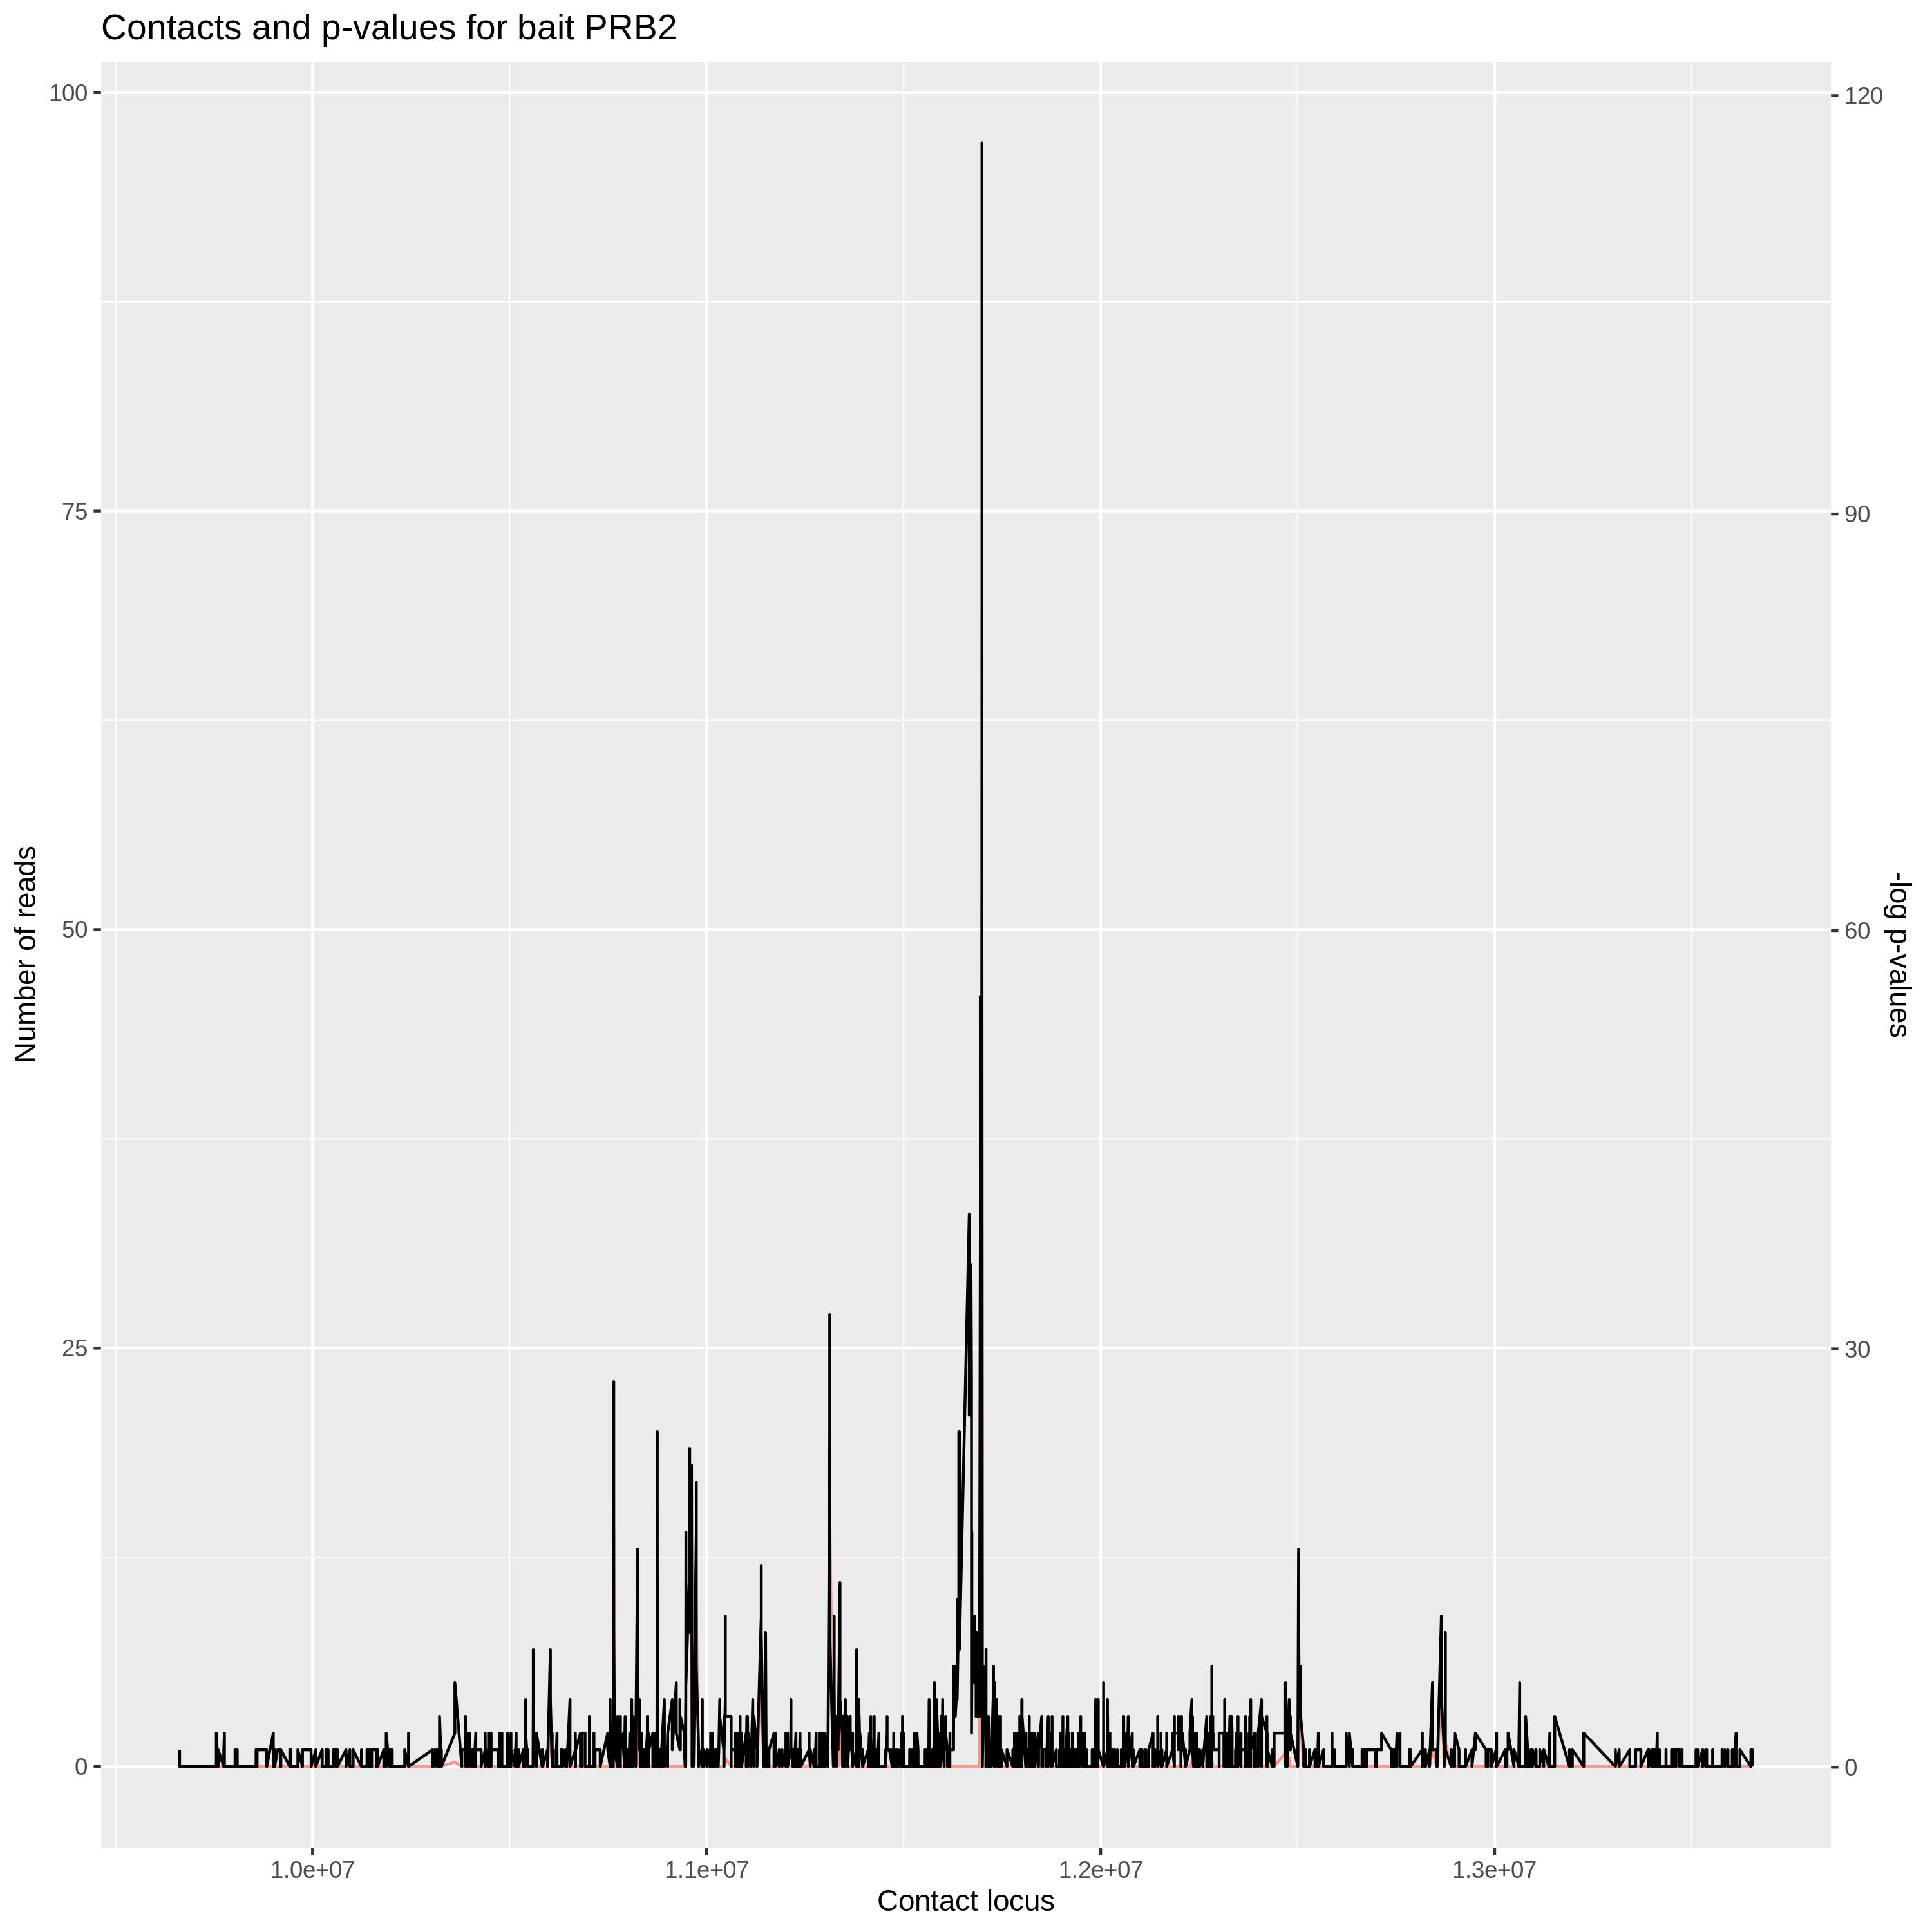 Contacts and p-values for bait PRB2
100
75
50
25
0
120
90
60
30
0
Number of reads
-log p-values
1.0e+07
1.1e+07
1.2e+07
1.3e+07
Contact locus